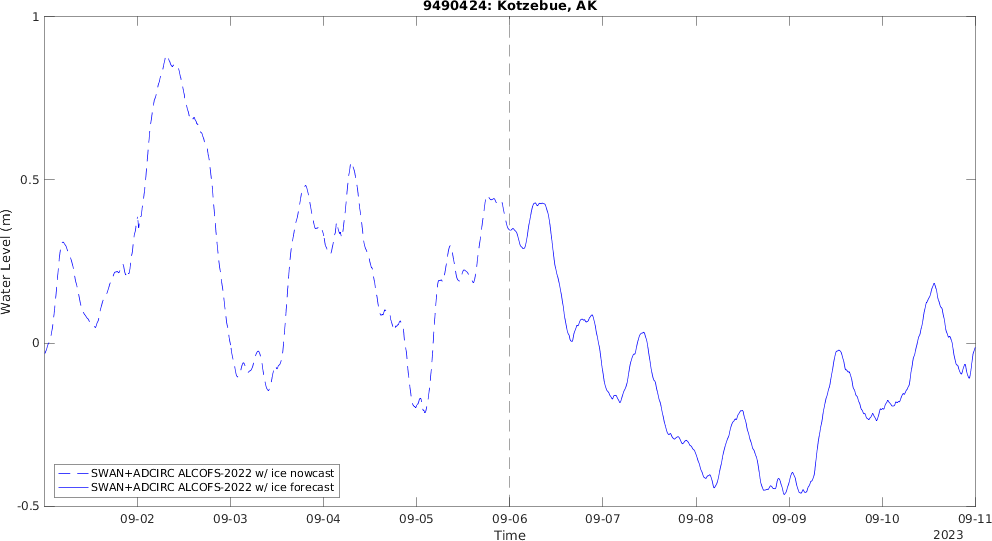 9490424: Kotzebue, AK
1
0.5
0
-0.5
Water Level (m)
SWAN+ADCIRC ALCOFS-2022 w/ ice nowcast
SWAN+ADCIRC ALCOFS-2022 w/ ice forecast
09-02 09-03 09-04 09-05 09-06 09-07 09-08 09-09 09-10 09-11
Time
2023